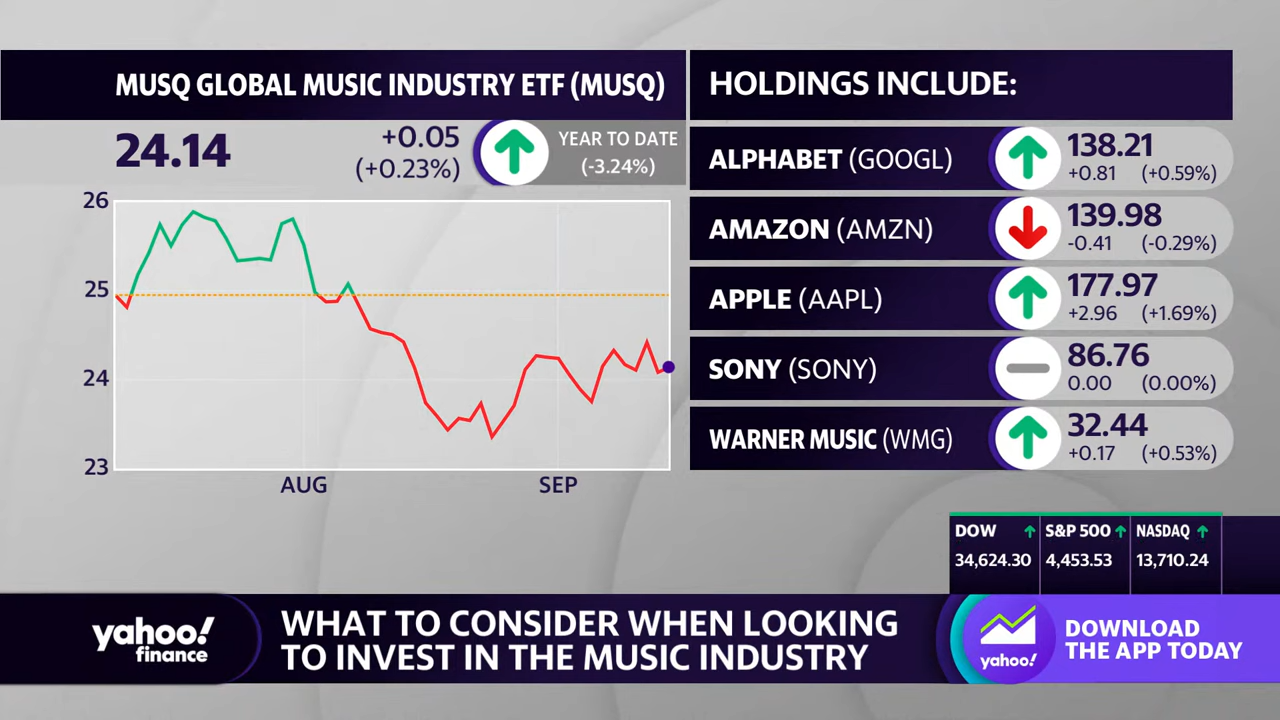 MUSQ GLOBAL MUSIC INDUSTRY ETF (MUSQ)
24.14
+0.05
(+0.23%)
YEAR TO DATE
(-3.24%)
26
25
24
23
AUG
SEP
HOLDINGS INCLUDE:
ALPHABET (GOOGL)
138.21
+0.81 (+0.59%)
AMAZON (AMZN)
139.98
-0.41 (-0.29%)
APPLE (AAPL)
177.97
+2.96 (+1.69%)
SONY (SONY)
86.76
0.00 (0.00%)
WARNER MUSIC (WMG)
32.44
+0.17 (+0.53%)
DOW S&P 500 NASDAQ
34,624.30 4,453.53 13,710.24
yahoo!
finance
WHAT TO CONSIDER WHEN LOOKING
TO INVEST IN THE MUSIC INDUSTRY
yahoo!
DOWNLOAD
THE APP TODAY